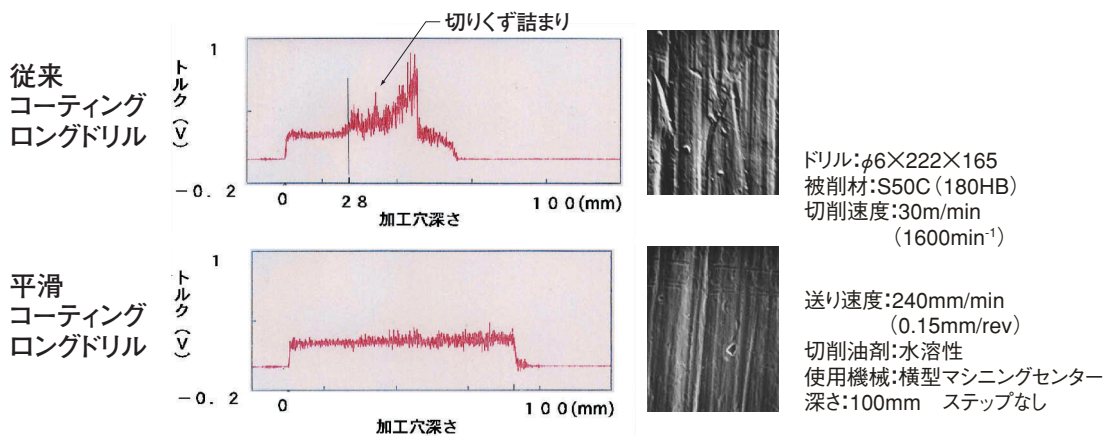 切りくず詰まり
従来
コーティング
ロングドリル
トルク(V)
1
-0.2
0
28
100(mm)
加工穴深さ
平滑
コーティング
ロングドリル
トルク(V)
1
-0.2
0
100(mm)
加工穴深さ
ドリル:φ6×222×165
被削材:S50C(180HB)
切削速度:30m/min
(1600min⁻¹)
送り速度:240mm/min
(0.15mm/rev)
切削油剤:水溶性
使用機械:横型マシニングセンター
深さ:100mm ステップなし